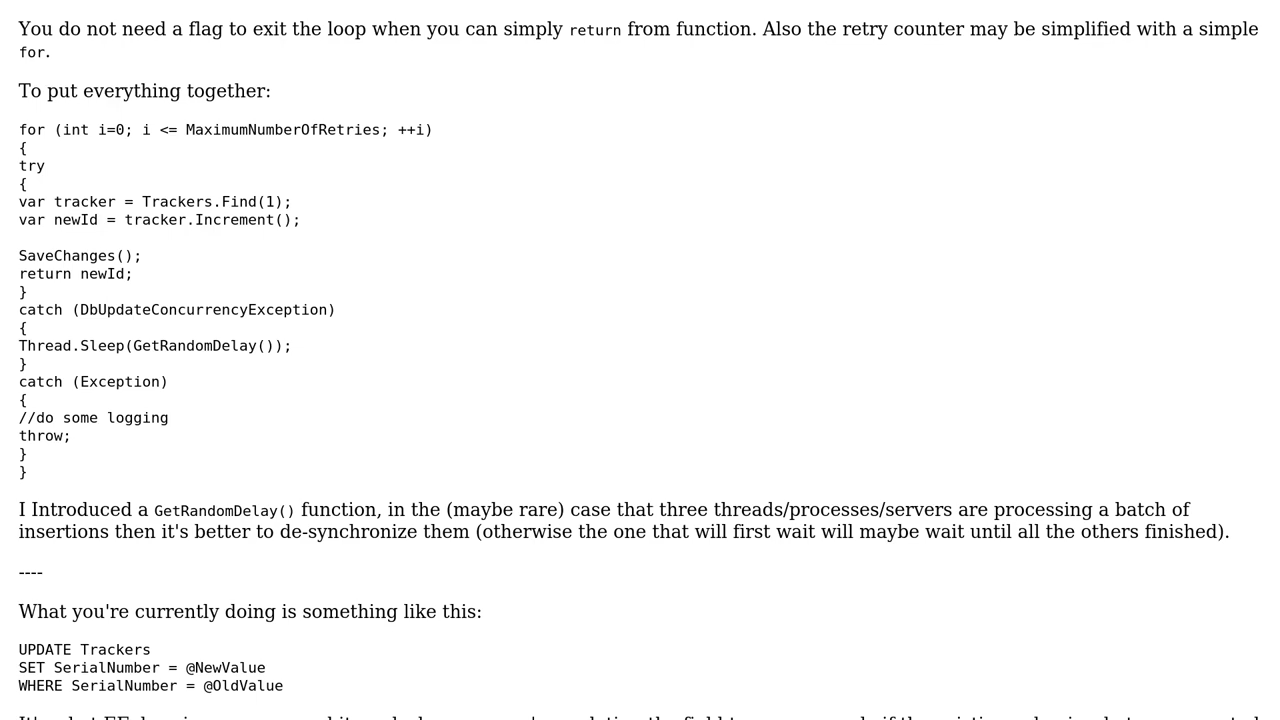 You do not need a flag to exit the loop when you can simply return from function. Also the retry counter may be simplified with a simple
for.
To put everything together:
for (int i=0; i <= MaximumNumberOfRetries; ++i)
{
try
{
var tracker = Trackers.Find(1);
var newId = tracker.Increment();
SaveChanges();
return newId;
}
catch (DbUpdateConcurrencyException)
{
Thread.Sleep(GetRandomDelay());
}
catch (Exception)
{
//do some logging
throw;
}
}
I Introduced a GetRandomDelay() function, in the (maybe rare) case that three threads/processes/servers are processing a batch of
insertions then it's better to de-synchronize them (otherwise the one that will first wait will maybe wait until all the others finished).
----
What you're currently doing is something like this:
UPDATE Trackers
SET SerialNumber = @NewValue
WHERE SerialNumber = @OldValue